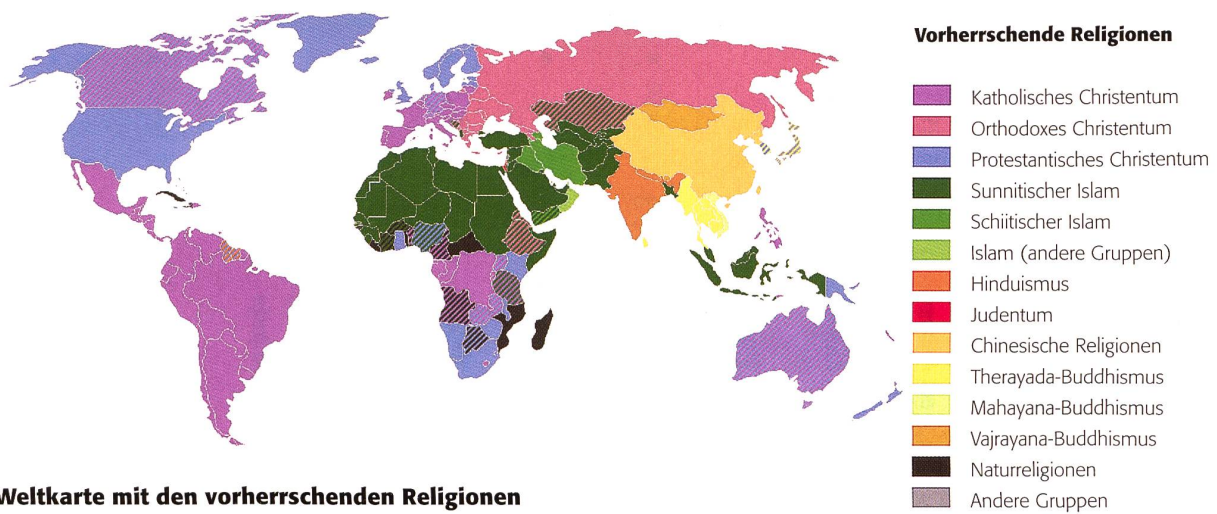 Vorherrschende Religionen
Katholisches Christentum
Orthodoxes Christentum
Protestantisches Christentum
Sunnitischer Islam
Schiitischer Islam
Islam (andere Gruppen)
Hinduismus
Judentum
Chinesische Religionen
Therayada-Buddhismus
Mahayana-Buddhismus
Vajrayana-Buddhismus
Naturreligionen
Andere Gruppen
Weltkarte mit den vorherrschenden Religionen